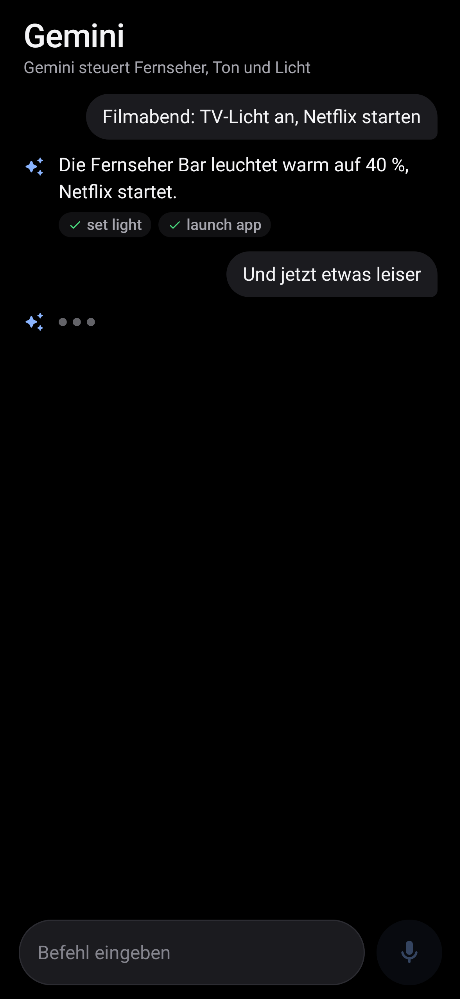 Gemini
Gemini steuert Fernseher, Ton und Licht
Filmabend: TV-Licht an, Netflix starten
Die Fernseher Bar leuchtet warm auf 40 %,
Netflix startet.
set light
launch app
Und jetzt etwas leiser
Befehl eingeben